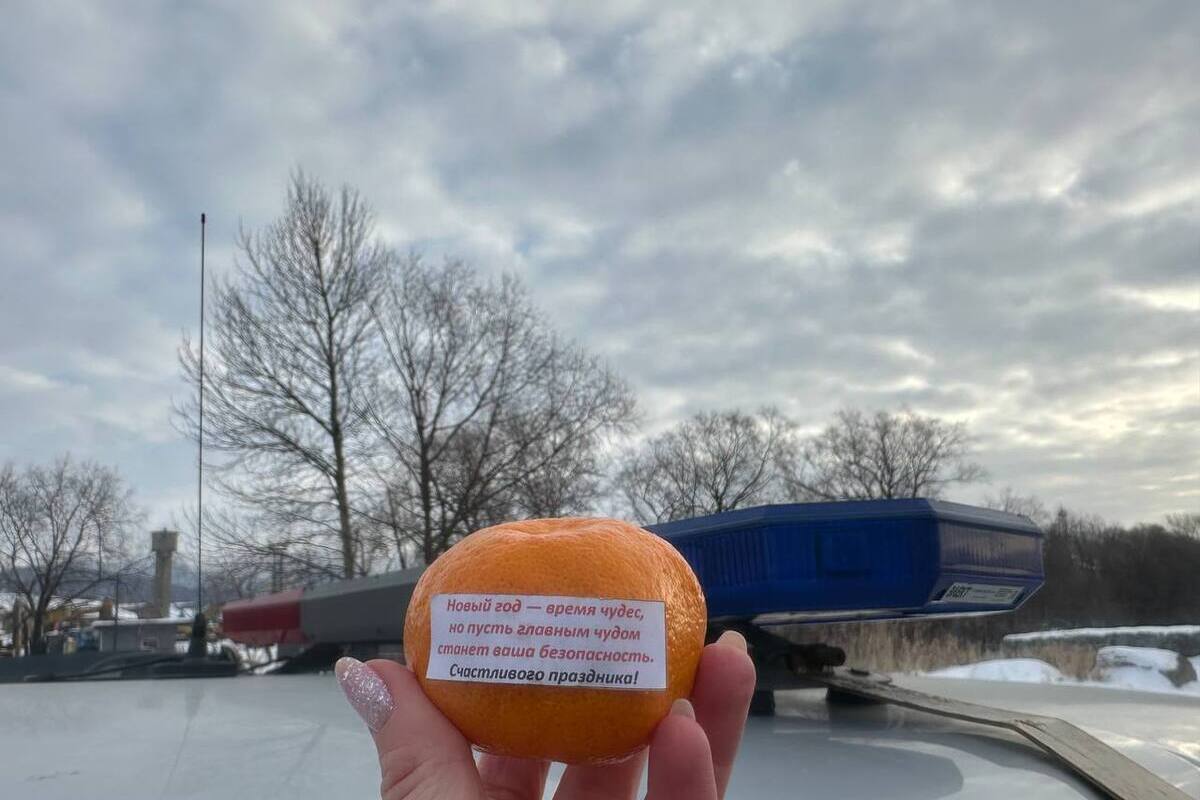 Новый год — время чудес,
но пусть главным чудом
станет ваша безопасность.
Счастливого праздника!